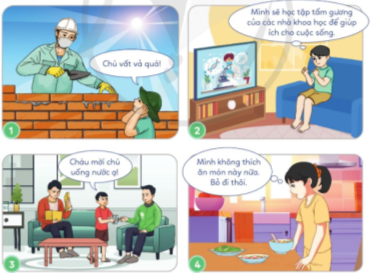 Chú vất vả quá!
1
Mình sẽ học tập tấm gương
của các nhà khoa học để giúp
ích cho cuộc sống.
2
Cháu mời chú
uống nước ạ!
3
Mình không thích
ăn món này nữa.
Bỏ đi thôi.
4